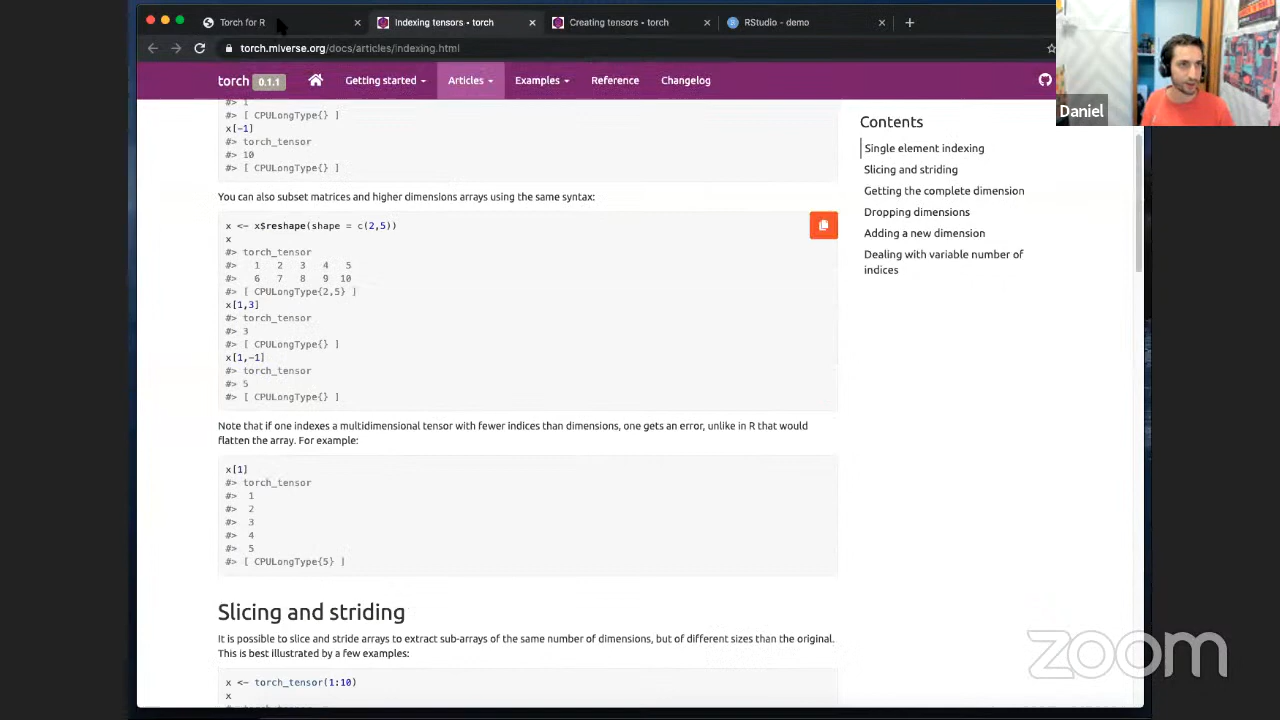 Torch for R
Indexing tensors • torch
Creating tensors • torch
RStudio - demo
torch.mlverse.org/docs/articles/indexing.html
torch 0.1.1 Getting started Articles Examples Reference Changelog
Daniel
#> 1
#> [ CPULongType{} ]
x[-1]
#> torch_tensor
#> 10
#> [ CPULongType{} ]
You can also subset matrices and higher dimensions arrays using the same syntax:
x <- x$reshape(shape = c(2,5))
x
#> torch_tensor
#> 1 2 3 4 5
#> 6 7 8 9 10
#> [ CPULongType{2,5} ]
x[1,3]
#> torch_tensor
#> 3
#> [ CPULongType{} ]
x[1,-1]
#> torch_tensor
#> 5
#> [ CPULongType{} ]
Note that if one indexes a multidimensional tensor with fewer indices than dimensions, one gets an error, unlike in R that would
flatten the array. For example:
x[1]
#> torch_tensor
#> 1
#> 2
#> 3
#> 4
#> 5
#> [ CPULongType{5} ]
Slicing and striding
It is possible to slice and stride arrays to extract sub-arrays of the same number of dimensions, but of different sizes than the original.
This is best illustrated by a few examples:
x <- torch_tensor(1:10)
x
Contents
Single element indexing
Slicing and striding
Getting the complete dimension
Dropping dimensions
Adding a new dimension
Dealing with variable number of
indices
zoom